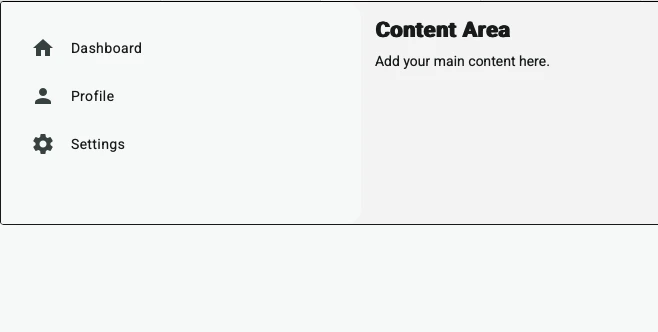 Dashboard
Profile
Settings
Content Area
Add your main content here.